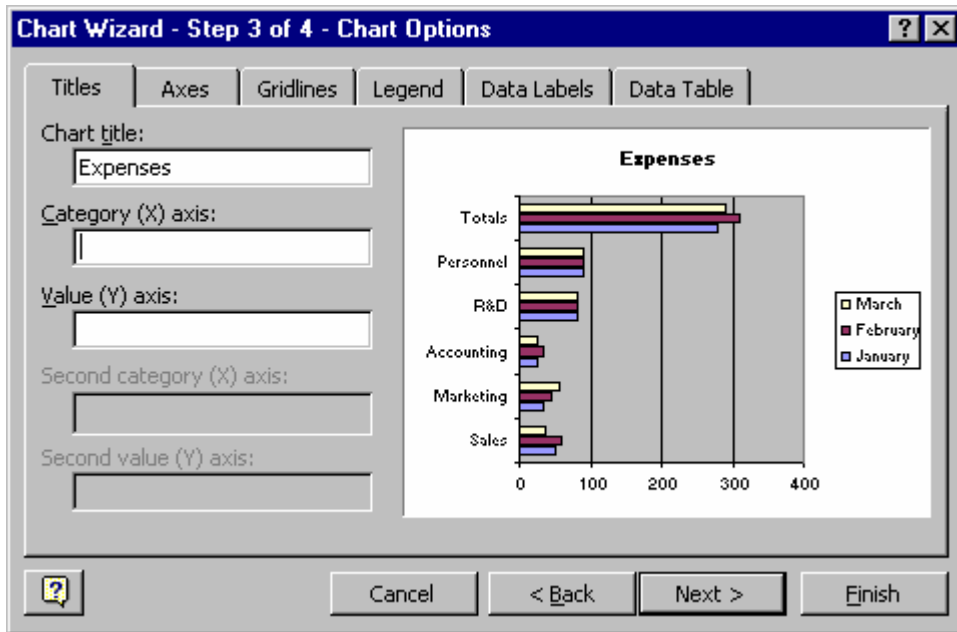 Chart Wizard - Step 3 of 4 - Chart Options
Titles Axes Gridlines Legend Data Labels Data Table
Chart title:
Expenses
Category (X) axis:
Value (Y) axis:
Second category (X) axis:
Second value (Y) axis:
Expenses
Totals
Personnel
R&D
Accounting
Marketing
Sales
0 100 200 300 400
March
February
January
Cancel < Back Next > Finish